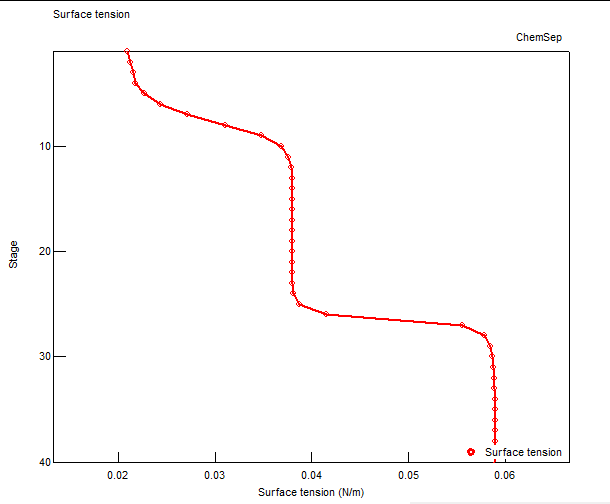 Surface tension
ChemSep
10
20
30
40
Stage
0.02 0.03 0.04 0.05 0.06
Surface tension
Surface tension (N/m)